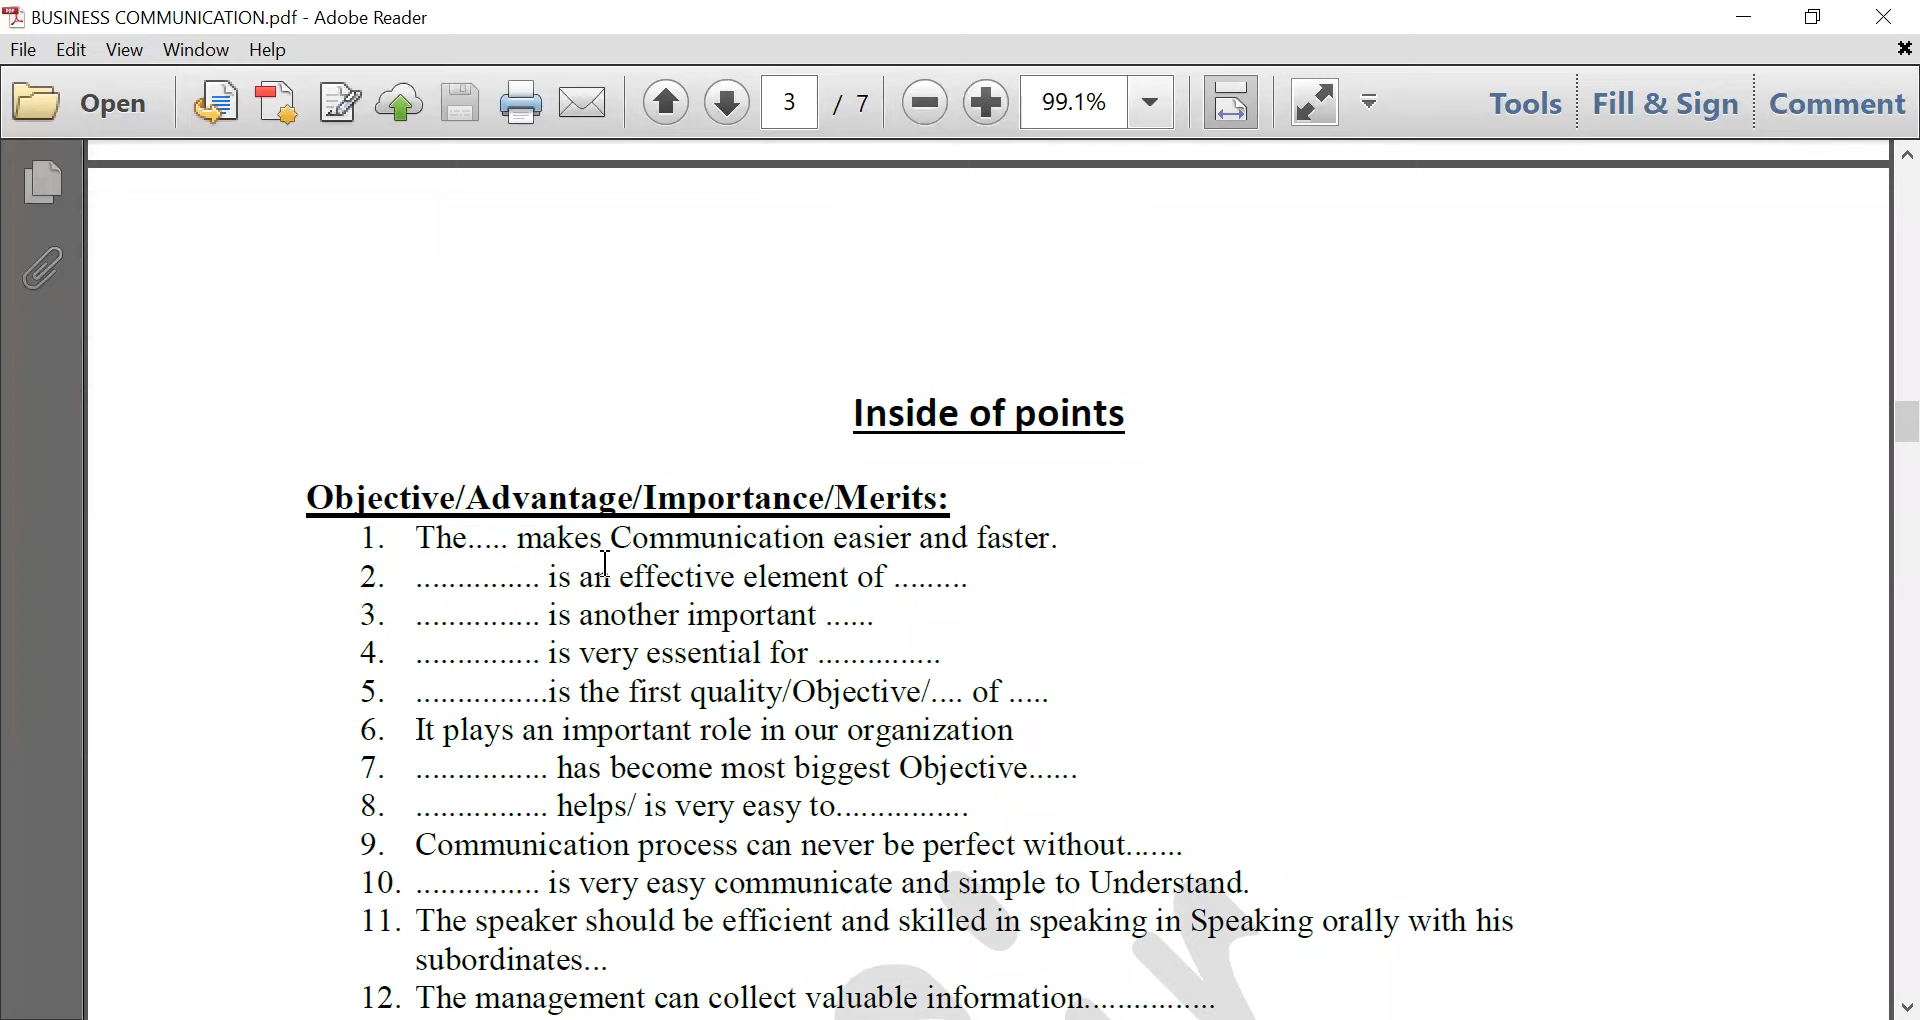 BUSINESS COMMUNICATION.pdf - Adobe Reader
File Edit View Window Help
Open 3 / 7 99.1% Tools Fill & Sign Comment
Inside of points
Objective/Advantage/Importance/Merits:
1. The..... makes Communication easier and faster.
2. ............... is an effective element of .........
3. ............... is another important ......
4. ............... is very essential for ...............
5. ................is the first quality/Objective/.... of .....
6. It plays an important role in our organization
7. ................ has become most biggest Objective......
8. ................ helps/ is very easy to................
9. Communication process can never be perfect without.......
10. ............... is very easy communicate and simple to Understand.
11. The speaker should be efficient and skilled in speaking in Speaking orally with his
subordinates...
12. The management can collect valuable information................